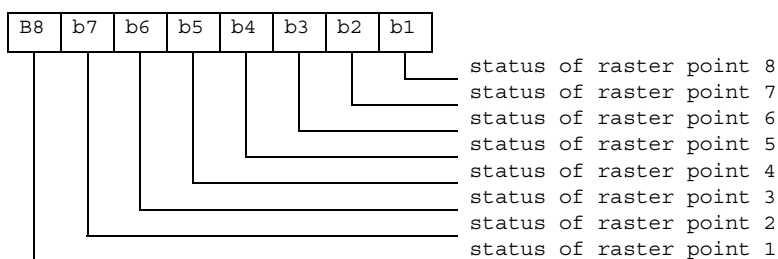 B8 b7 b6 b5 b4 b3 b2 b1
status of raster point 8
status of raster point 7
status of raster point 6
status of raster point 5
status of raster point 4
status of raster point 3
status of raster point 2
status of raster point 1